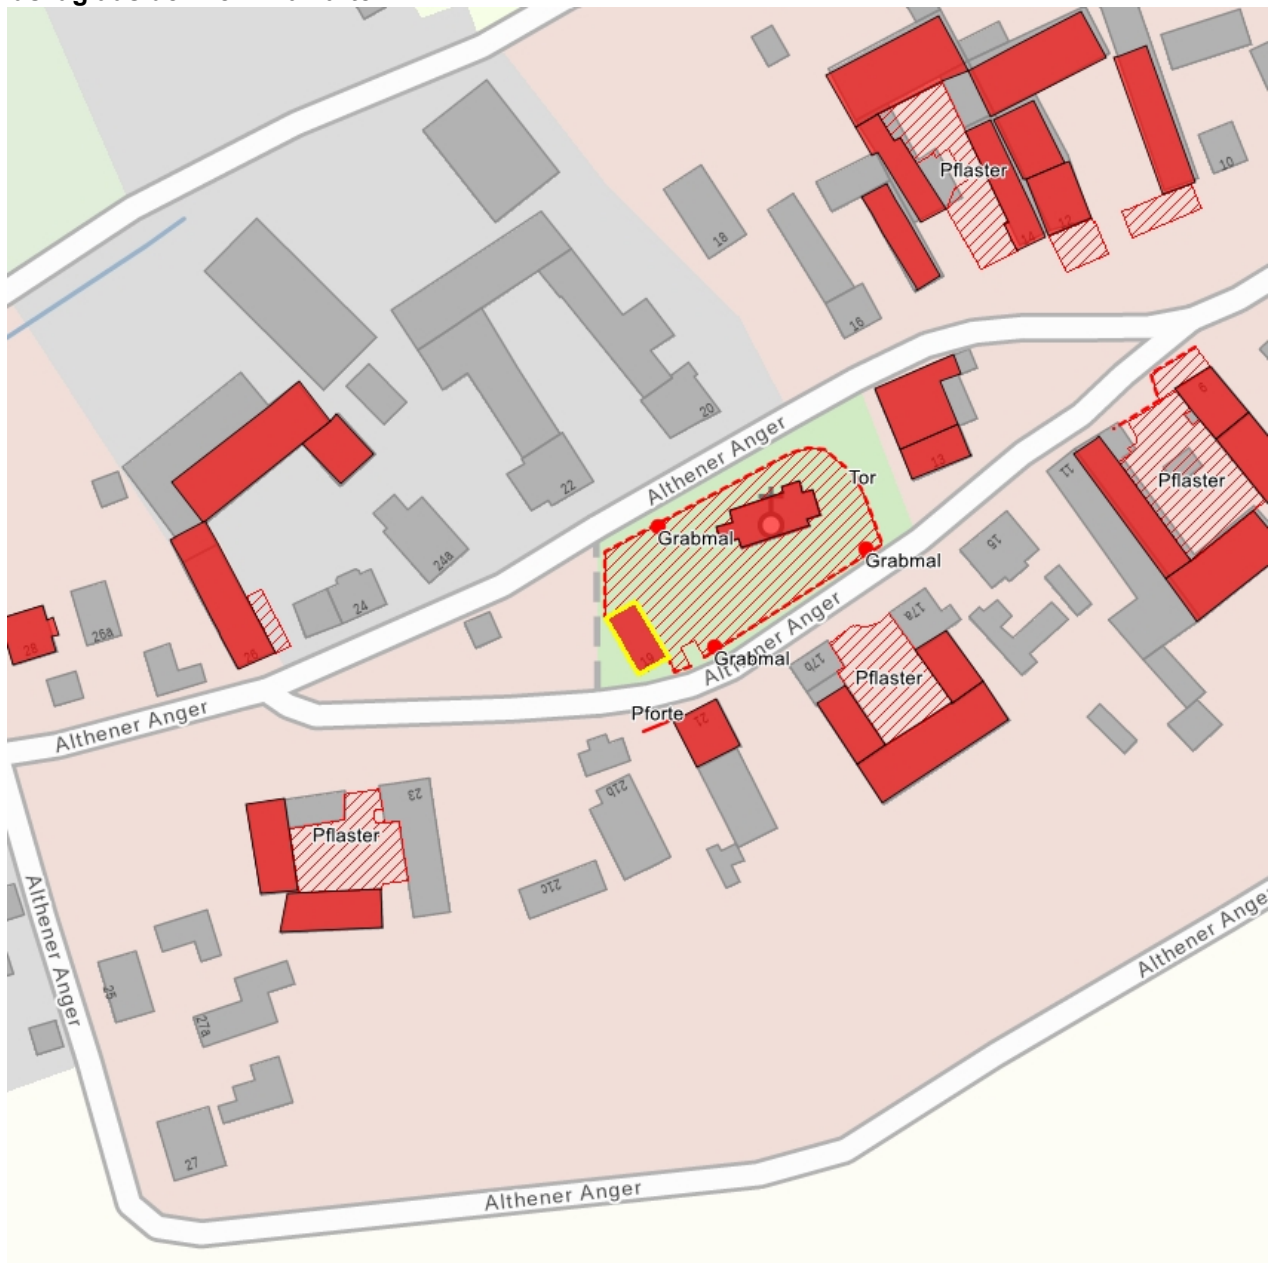 10
Pflaster
18
14
12
16
6
20
Althener Anger
13
11
Tor
Pflaster
22
Grabmal
15
24a
Grabmal
24
17a
26a
Althener Anger
28
26
19
Grabmal
17b
Pflaster
Pforte
21
Althener Anger
21b
23
Pflaster
21c
Althener Anger
Althener Anger
25
27a
27
Althener Anger